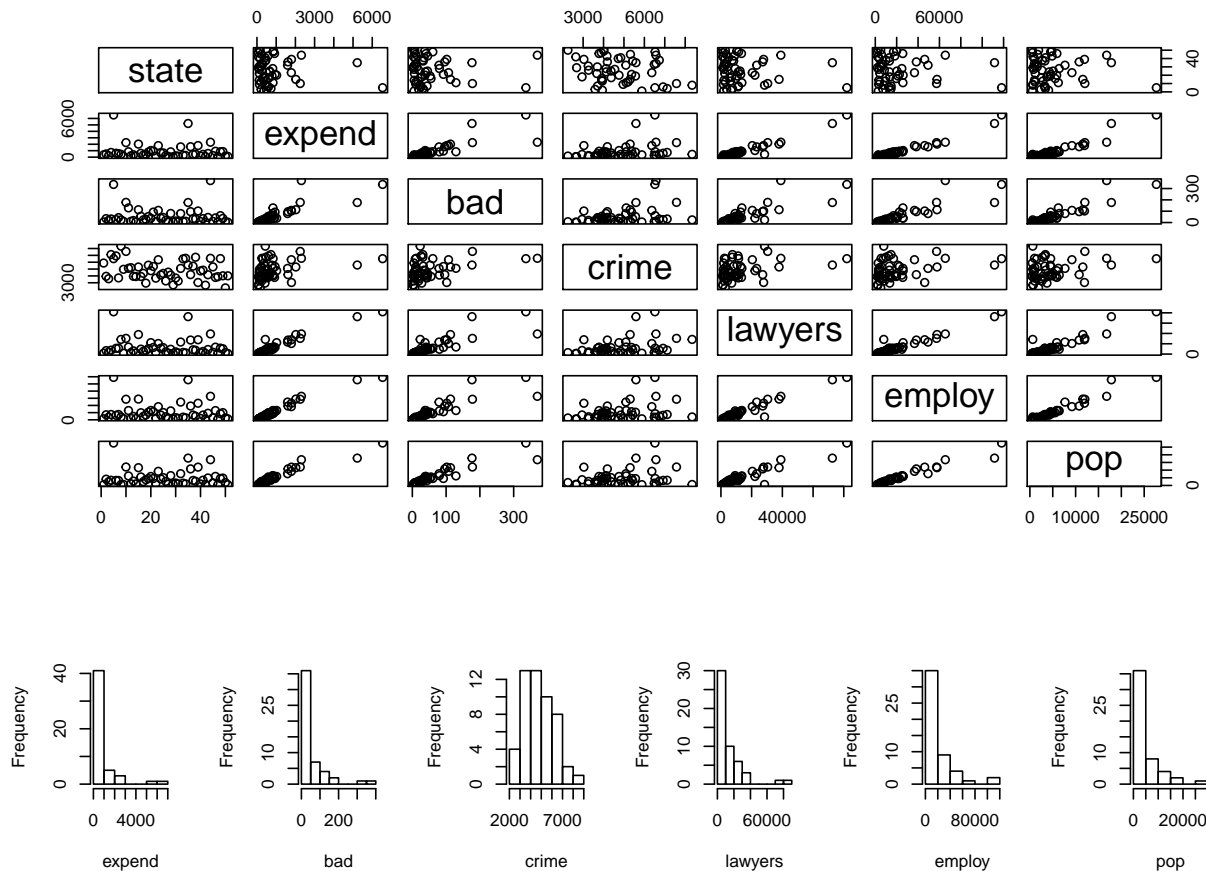 0 3000 6000
3000 6000
0 60000
state
0 40
0 6000
expend
bad
0 300
3000
crime
lawyers
0
0
employ
pop
0
0 20 40
0 100 300
0 40000
0 10000 25000
Frequency
0 20 40
0 4000
expend
Frequency
0 10 25
0 200
bad
Frequency
0 4 8 12
2000 7000
crime
Frequency
0 10 20 30
0 60000
lawyers
Frequency
0 10 25
0 80000
employ
Frequency
0 10 25
0 20000
pop